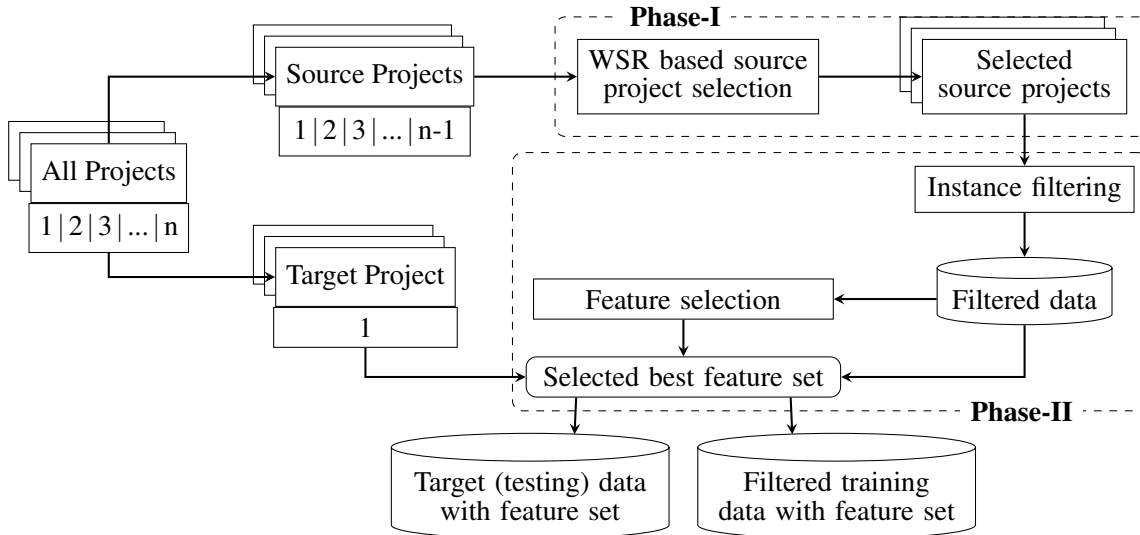 Phase-I
Source Projects
1 | 2 | 3 | ... | n-1
WSR based source
project selection
Selected
source projects
All Projects
1 | 2 | 3 | ... | n
Instance filtering
Target Project
1
Feature selection
Filtered data
Selected best feature set
Phase-II
Target (testing) data
with feature set
Filtered training
data with feature set